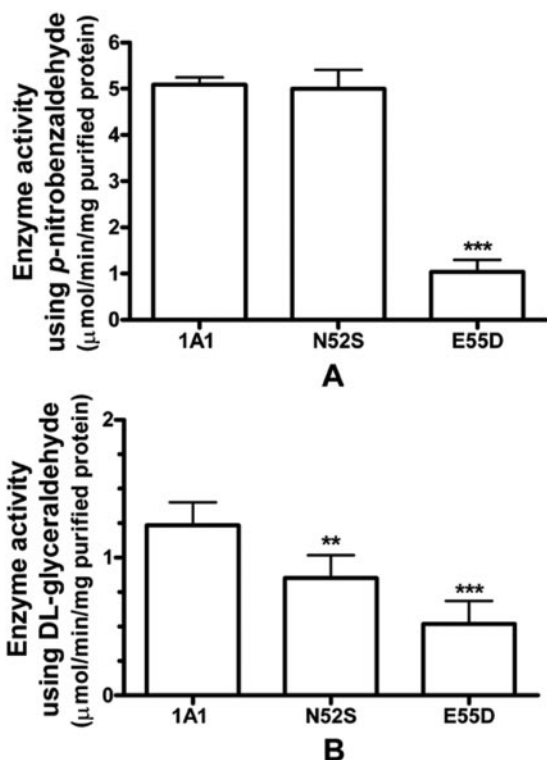 Enzyme activity
using p-nitrobenzaldehyde
(μmol/min/mg purified protein)
6
5
4
3
2
1
0
***
1A1 N52S E55D
A
Enzyme activity
using DL-glyceraldehyde
(μmol/min/mg purified protein)
2
1
0
**
***
1A1 N52S E55D
B